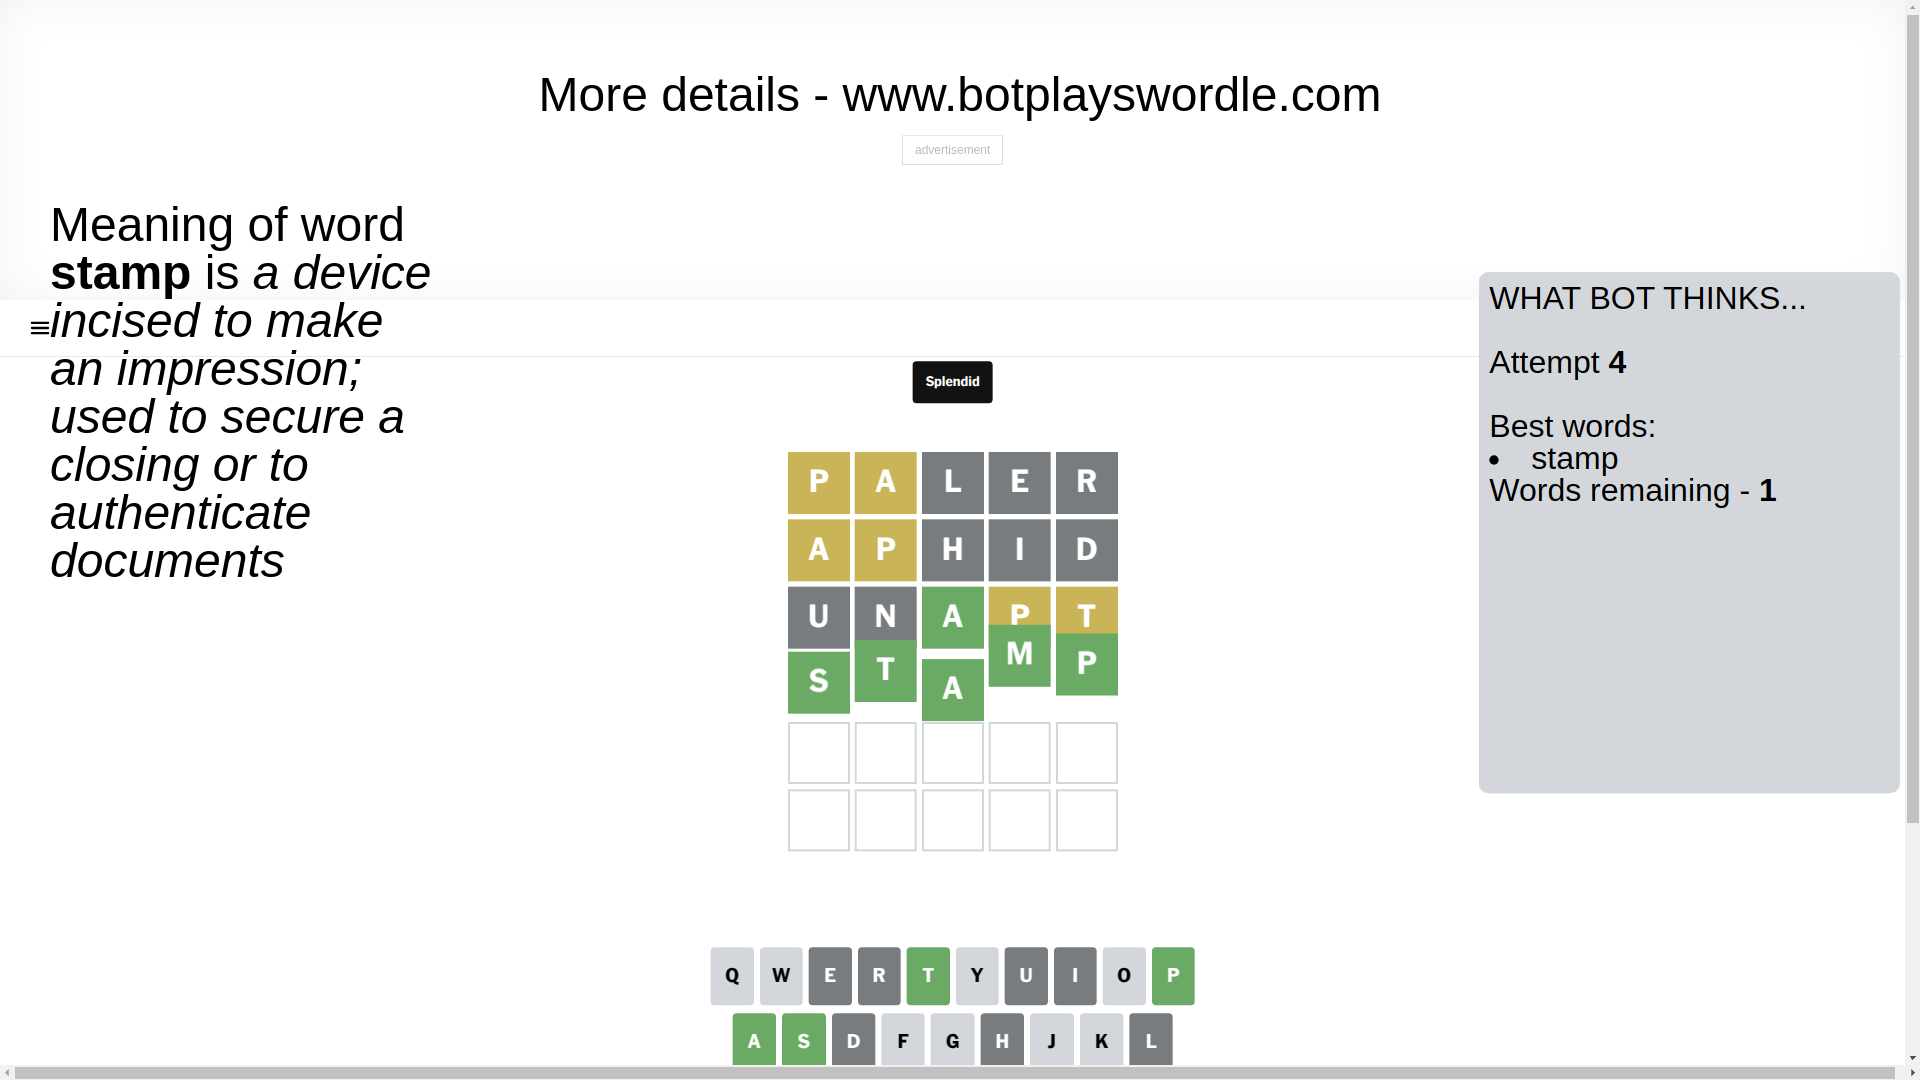 More details - www.botplayswordle.com
advertisement
Meaning of word
stamp is a device
incised to make
an impression;
used to secure a
closing or to
authenticate
documents
WHAT BOT THINKS...
Attempt 4
Best words:
• stamp
Words remaining - 1
Splendid
P A L E R
A P H I D
U N A P T
S T A M P
Q W E R T Y U I O P
A S D F G H J K L